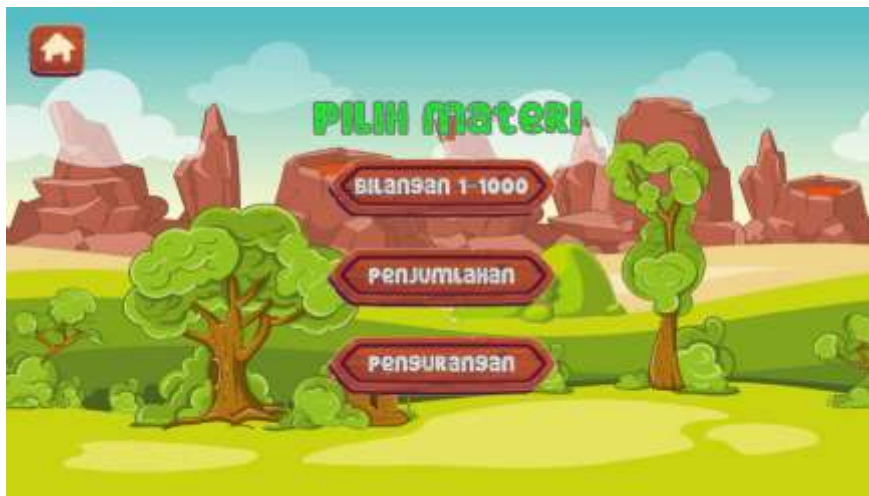 PILIH MATERI
BILANGAN 1-1000
PENJUMLAHAN
PENGURANGAN